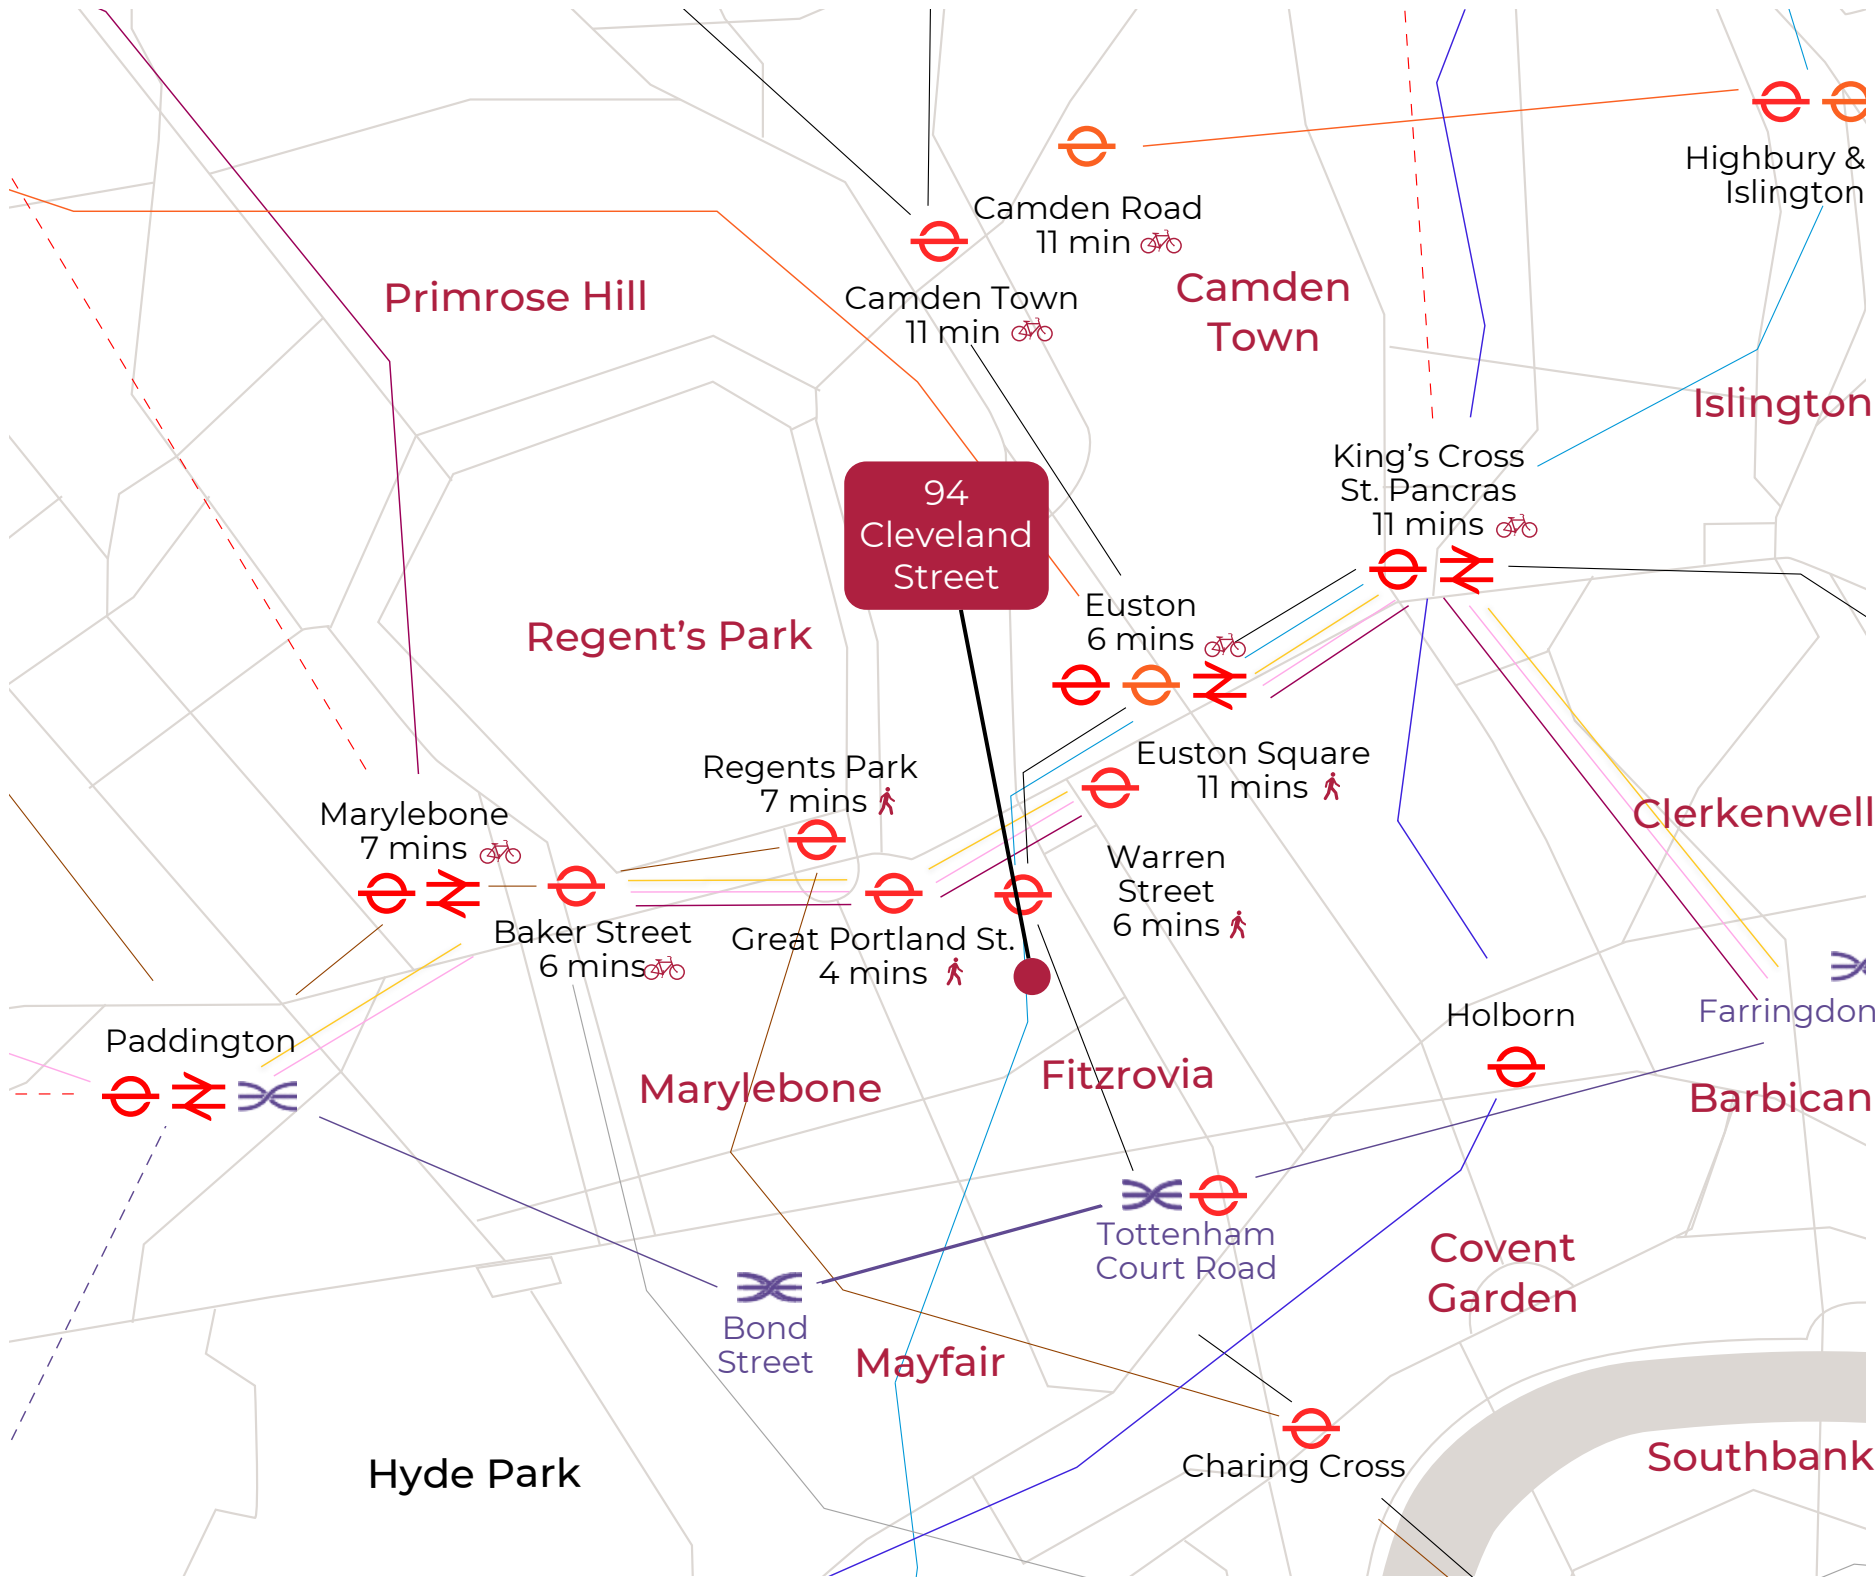 Highbury &
Islington
Camden Road
11 min
Camden Town
11 min
Primrose Hill
Camden
Town
Islington
King's Cross
St. Pancras
11 mins
94
Cleveland
Street
Euston
6 mins
Regent's Park
Euston Square
11 mins
Regents Park
7 mins
Marylebone
7 mins
Clerkenwell
Warren
Street
6 mins
Baker Street
6 mins
Great Portland St.
4 mins
Farringdon
Holborn
Paddington
Marylebone
Fitzrovia
Barbican
Tottenham
Court Road
Covent
Garden
Bond
Street
Mayfair
Hyde Park
Charing Cross
Southbank